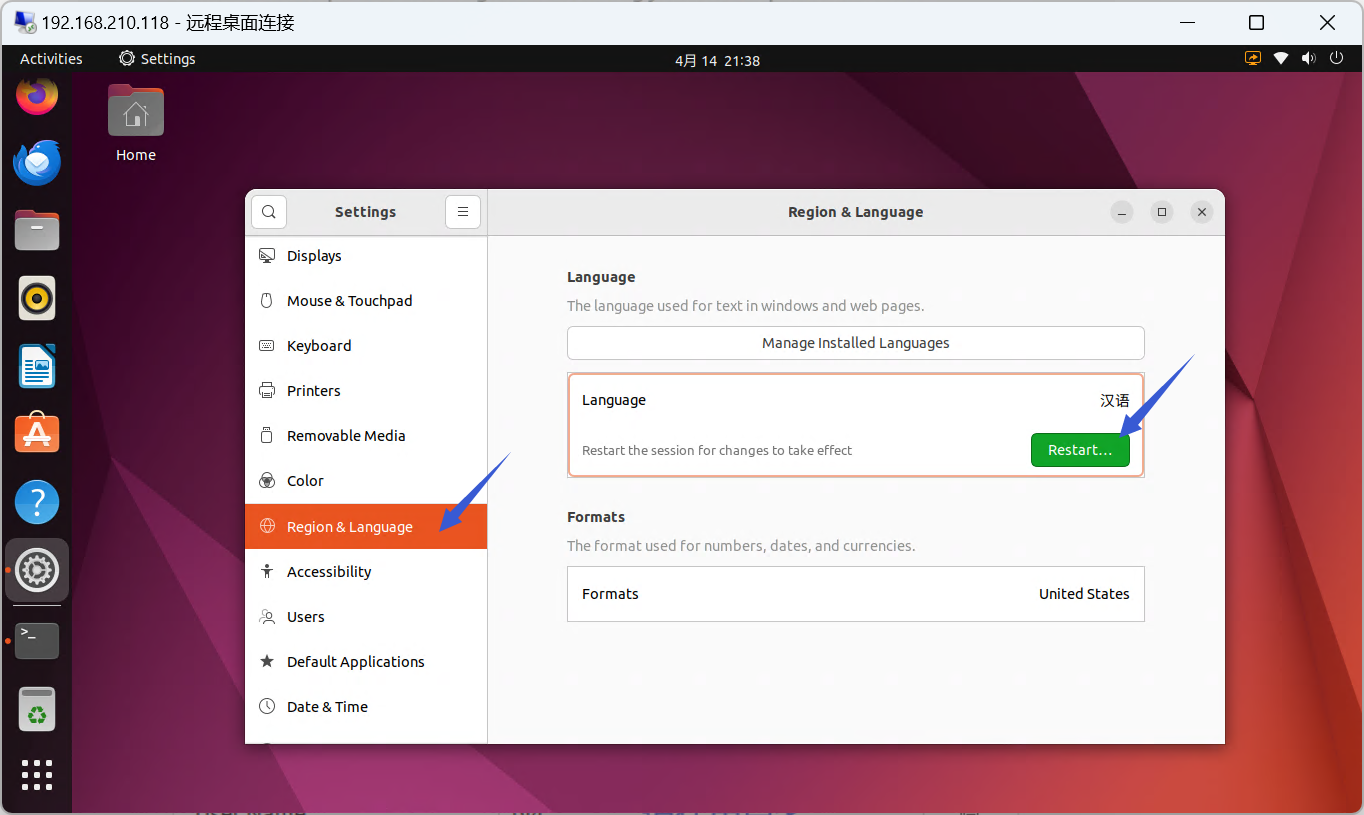 192.168.210.118 - 远程桌面连接
Activities
Settings
4月 14 21:38
Home
Settings
Region & Language
Displays
Mouse & Touchpad
Keyboard
Printers
Removable Media
Color
Region & Language
Accessibility
Users
Default Applications
Date & Time
Language
The language used for text in windows and web pages.
Manage Installed Languages
Language
汉语
Restart the session for changes to take effect
Restart…
Formats
The format used for numbers, dates, and currencies.
Formats
United States